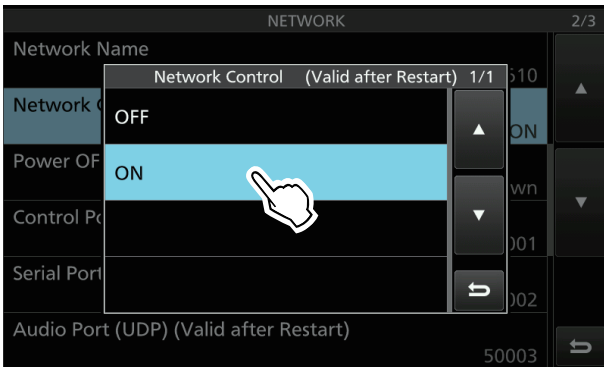 NETWORK 2/3
Network Name
510
Network Control (Valid after Restart) 1/1
Network
ON
OFF
ON
Power OF
wn
Control Po
001
Serial Port
002
Audio Port (UDP) (Valid after Restart)
50003